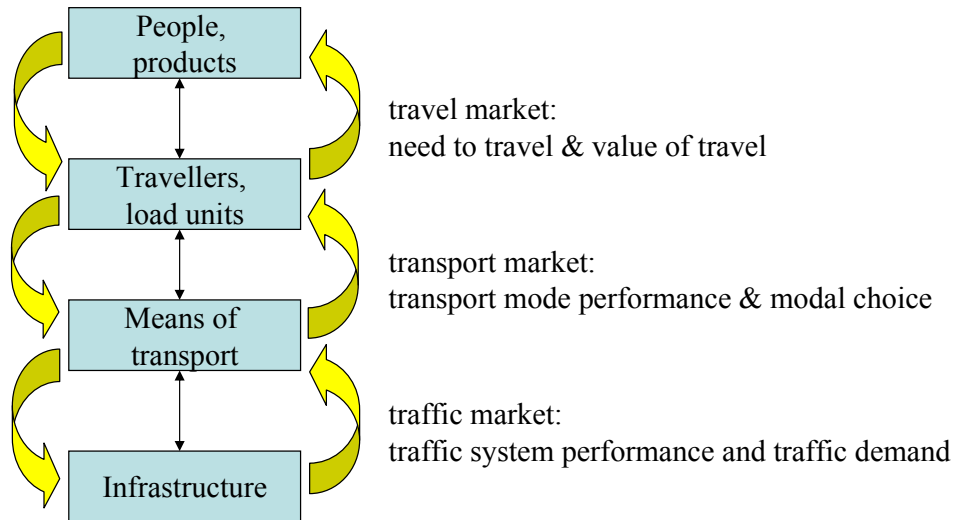 People,
products
travel market:
need to travel & value of travel
Travellers,
load units
transport market:
transport mode performance & modal choice
Means of
transport
traffic market:
traffic system performance and traffic demand
Infrastructure